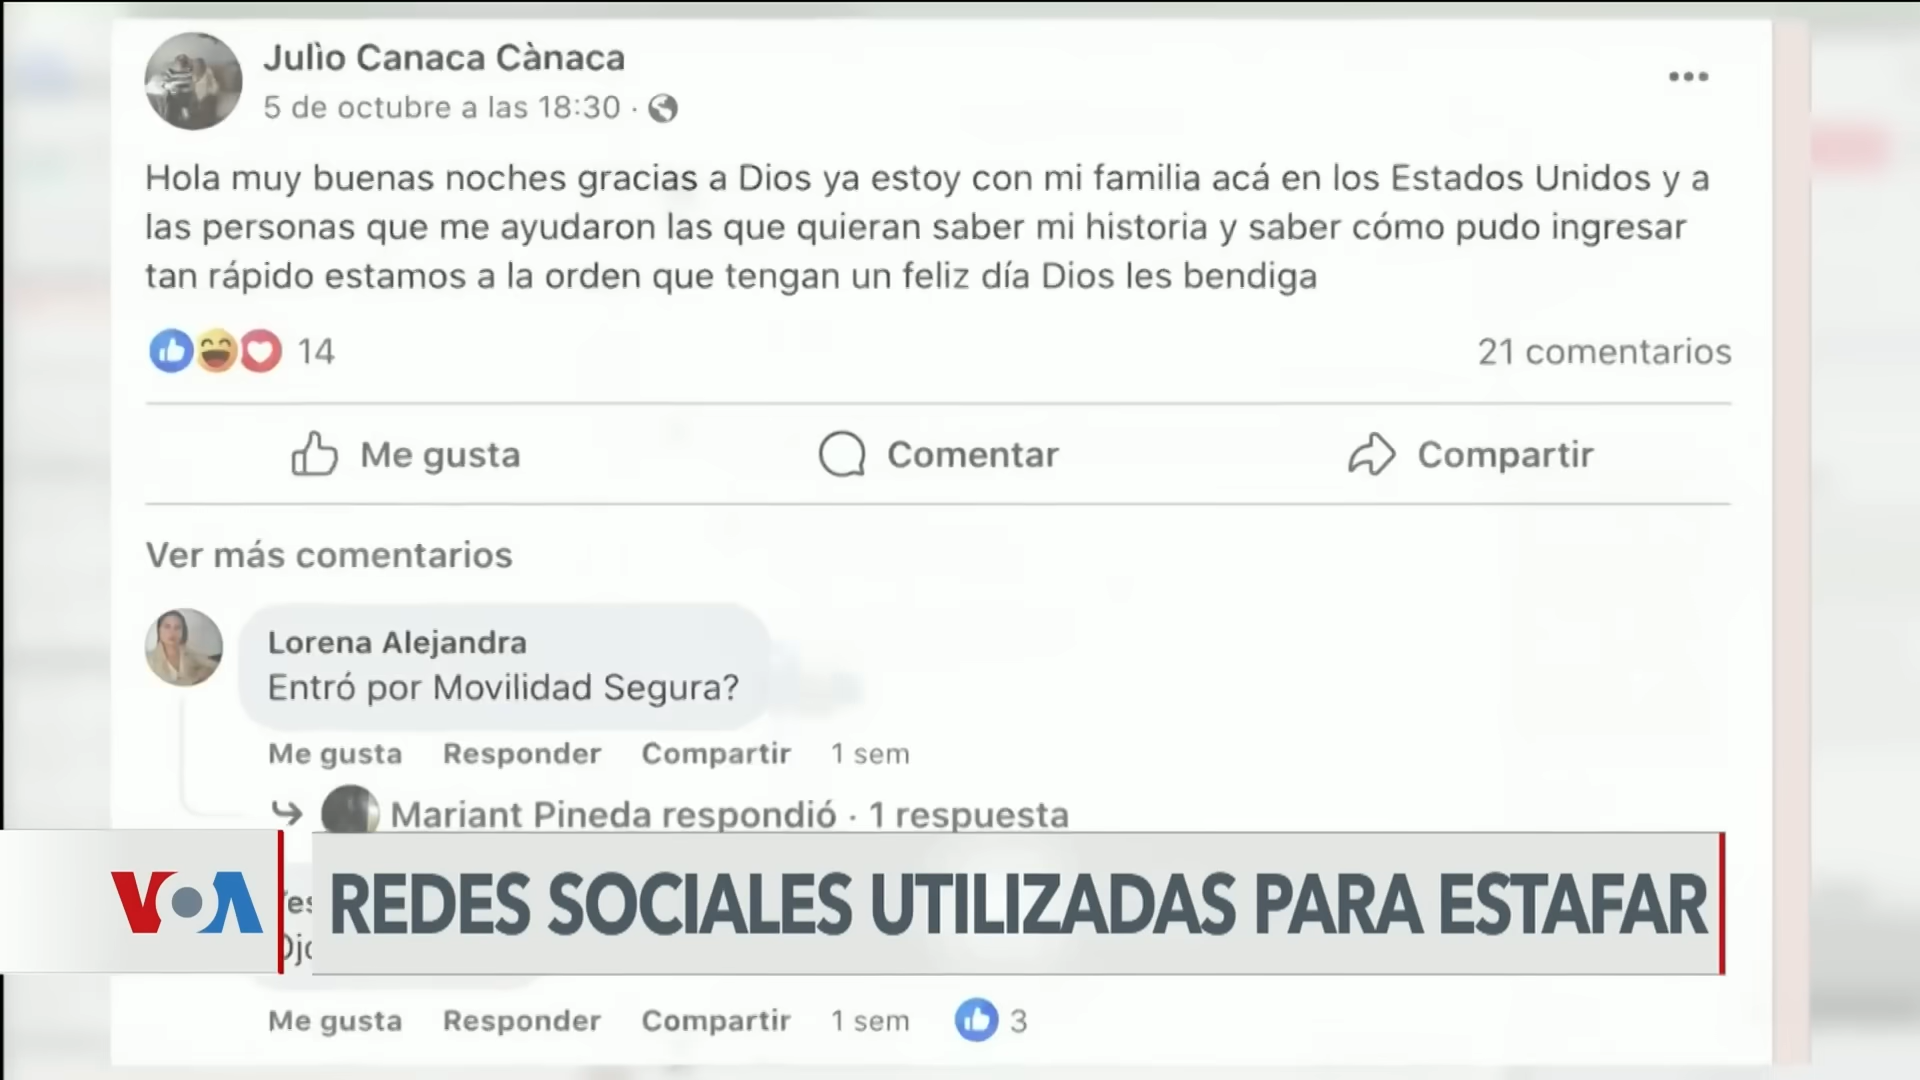 Julìo Canaca Cànaca
5 de octubre a las 18:30 ·
Hola muy buenas noches gracias a Dios ya estoy con mi familia acá en los Estados Unidos y a
las personas que me ayudaron las que quieran saber mi historia y saber cómo pudo ingresar
tan rápido estamos a la orden que tengan un feliz día Dios les bendiga
14
21 comentarios
Me gusta Comentar Compartir
Ver más comentarios
Lorena Alejandra
Entró por Movilidad Segura?
Me gusta Responder Compartir 1 sem
Mariant Pineda respondió · 1 respuesta
VOA
REDES SOCIALES UTILIZADAS PARA ESTAFAR
Me gusta Responder Compartir 1 sem 3